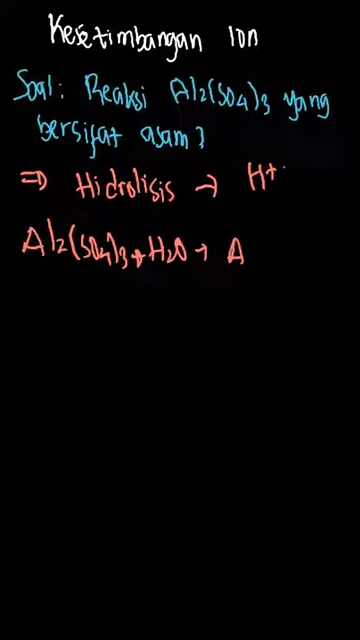 Kesetimbangan Ion
Soal: Reaksi Al2(SO4)3 yang
bersifat asam?
⇒ Hidrolisis → H+
Al2(SO4)3 + H2O → A